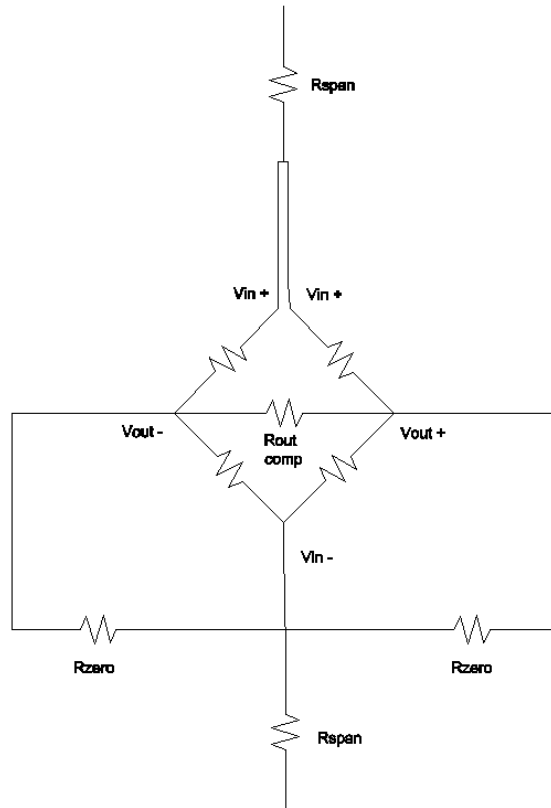 Rspan
Vin + Vin +
Vout -
Rout
comp
Vout +
Vin -
Rzero Rzero
Rspan